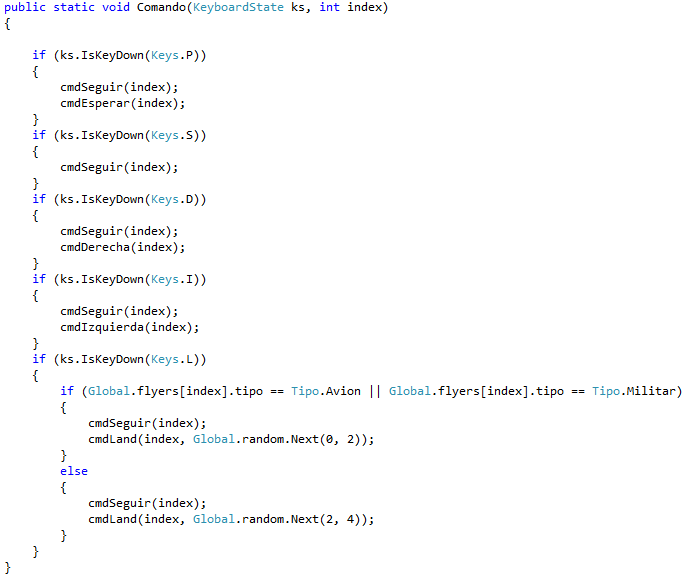 public static void Comando(KeyboardState ks, int index)
{
if (ks.IsKeyDown(Keys.P))
{
cmdSeguir(index);
cmdEsperar(index);
}
if (ks.IsKeyDown(Keys.S))
{
cmdSeguir(index);
}
if (ks.IsKeyDown(Keys.D))
{
cmdSeguir(index);
cmdDerecha(index);
}
if (ks.IsKeyDown(Keys.I))
{
cmdSeguir(index);
cmdIzquierda(index);
}
if (ks.IsKeyDown(Keys.L))
{
if (Global.flyers[index].tipo == Tipo.Avion || Global.flyers[index].tipo == Tipo.Militar)
{
cmdSeguir(index);
cmdLand(index, Global.random.Next(0, 2));
}
else
{
cmdSeguir(index);
cmdLand(index, Global.random.Next(2, 4));
}
}
}